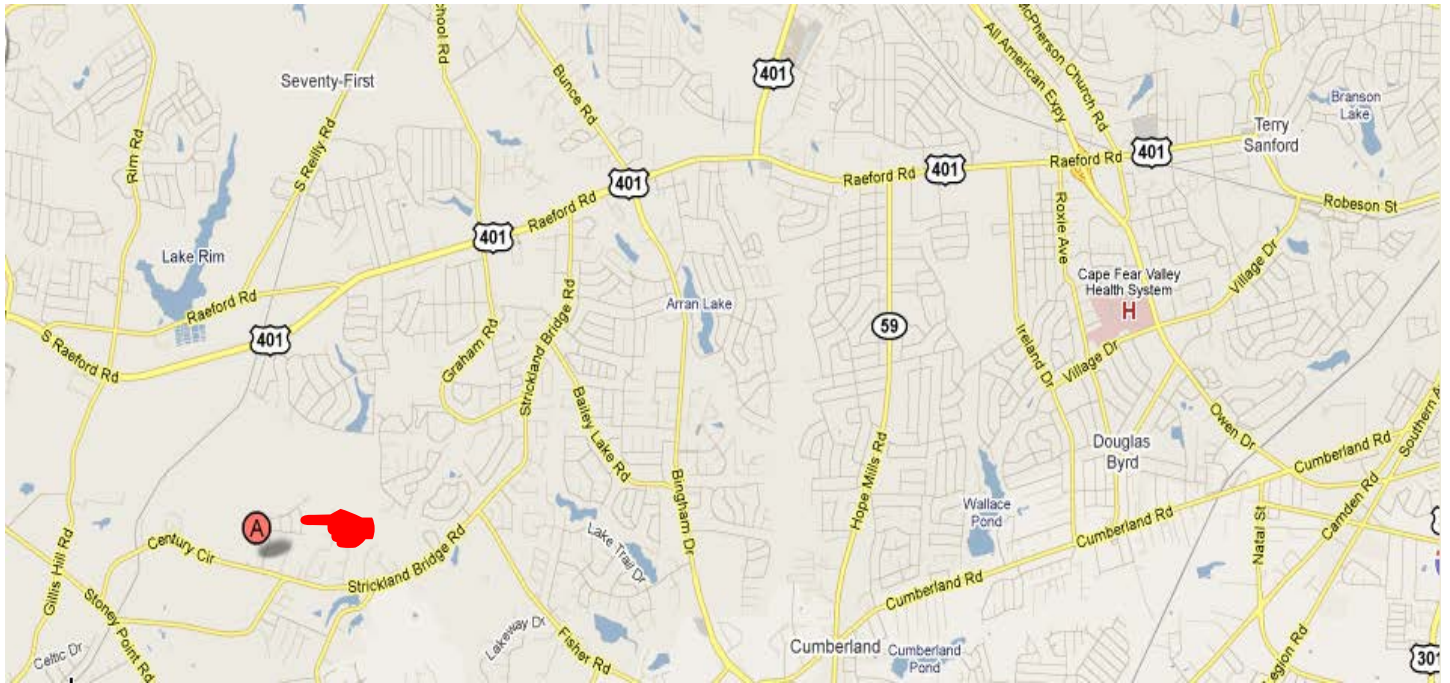 School Rd
McPherson Church Rd
All American Expy
Seventy-First
401
Bunce Rd
Branson
Lake
Terry
Sanford
Rim Rd
S Reilly Rd
401
Raeford Rd
401
Raeford Rd
401
Raeford Rd
Roxie Ave
Robeson St
401
Lake Rim
Village Dr
Cape Fear Valley
Health System
H
Raeford Rd
Arran Lake
59
401
S Raeford Rd
Graham Rd
Strickland Bridge Rd
Ireland Dr
Village Dr
Bailey Lake Rd
Owen Dr
Douglas
Byrd
Cumberland Rd
Hope Mills Rd
Bingham Dr
Wallace
Pond
Camden Rd
Natal St
A
Century Cir
Gillis Hill Rd
Stoney Point Rd
Strickland Bridge Rd
Lake Trail Dr
Cumberland Rd
Cumberland Rd
Lakeway Dr
Fisher Rd
Cumberland
Cumberland
Pond
Celtic Dr
301